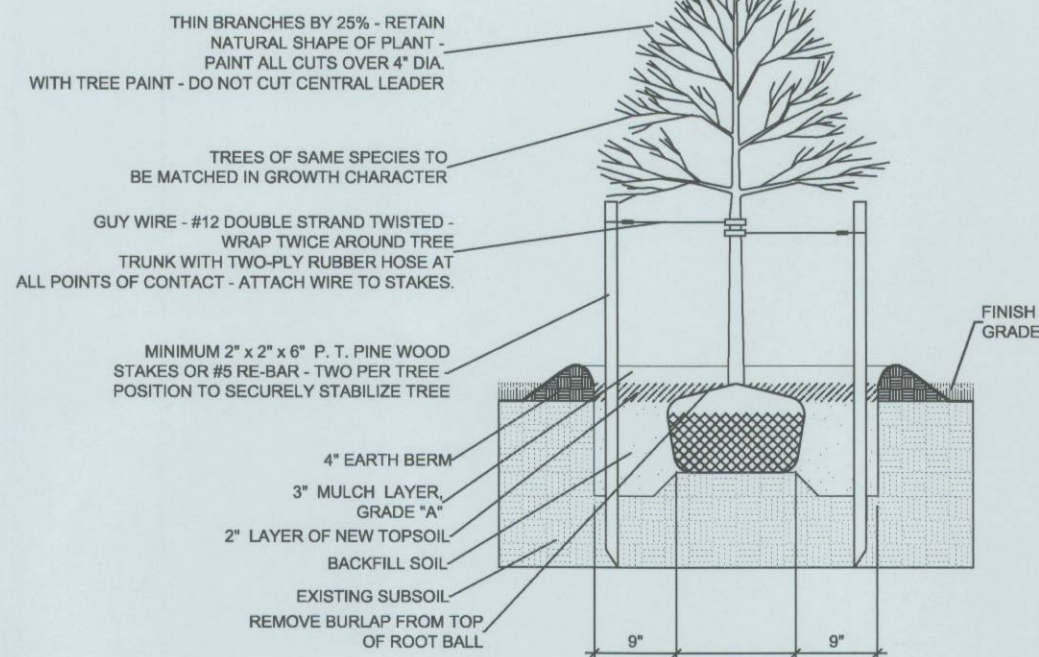 THIN BRANCHES BY 25% - RETAIN
NATURAL SHAPE OF PLANT -
PAINT ALL CUTS OVER 4" DIA.
WITH TREE PAINT - DO NOT CUT CENTRAL LEADER
TREES OF SAME SPECIES TO
BE MATCHED IN GROWTH CHARACTER
GUY WIRE - #12 DOUBLE STRAND TWISTED -
WRAP TWICE AROUND TREE
TRUNK WITH TWO-PLY RUBBER HOSE AT
ALL POINTS OF CONTACT - ATTACH WIRE TO STAKES.
FINISH
GRADE
MINIMUM 2" x 2" x 6" P. T. PINE WOOD
STAKES OR #5 RE-BAR - TWO PER TREE
POSITION TO SECURELY STABILIZE TREE
4" EARTH BERM
3" MULCH LAYER,
GRADE "A"
2" LAYER OF NEW TOPSOIL
BACKFILL SOIL
EXISTING SUBSOIL
REMOVE BURLAP FROM TOP
OF ROOT BALL
9" 9"